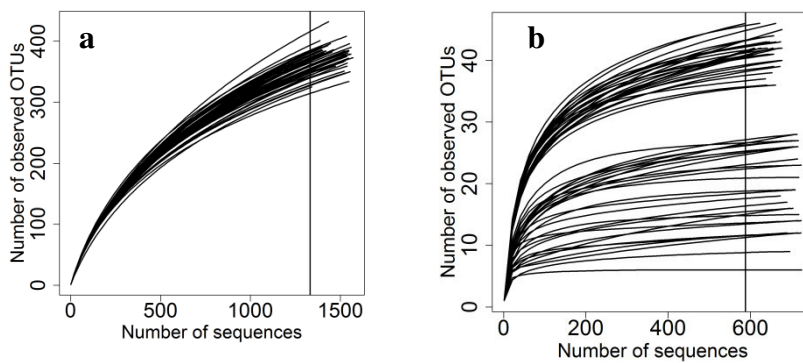 a
Number of observed OTUs
400
300
200
100
0
0 500 1000 1500
Number of sequences
b
Number of observed OTUs
40
30
20
10
0
0 200 400 600
Number of sequences